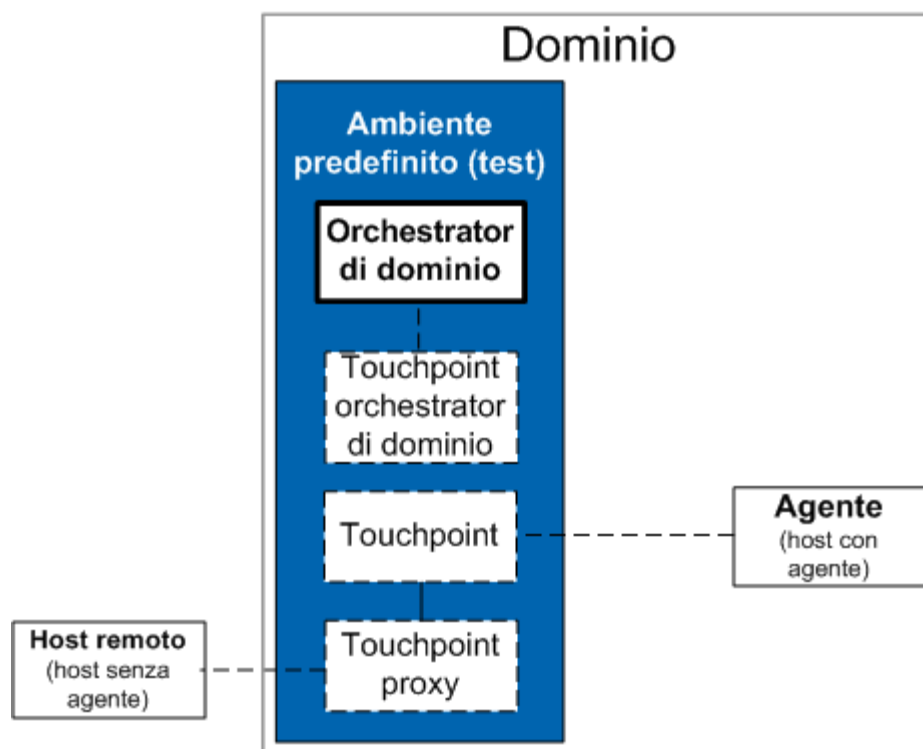 Dominio
Ambiente
predefinito (test)
Orchestrator
di dominio
Touchpoint
orchestrator
di dominio
Touchpoint
Agente
(host con
agente)
Touchpoint
proxy
Host remoto
(host senza
agente)